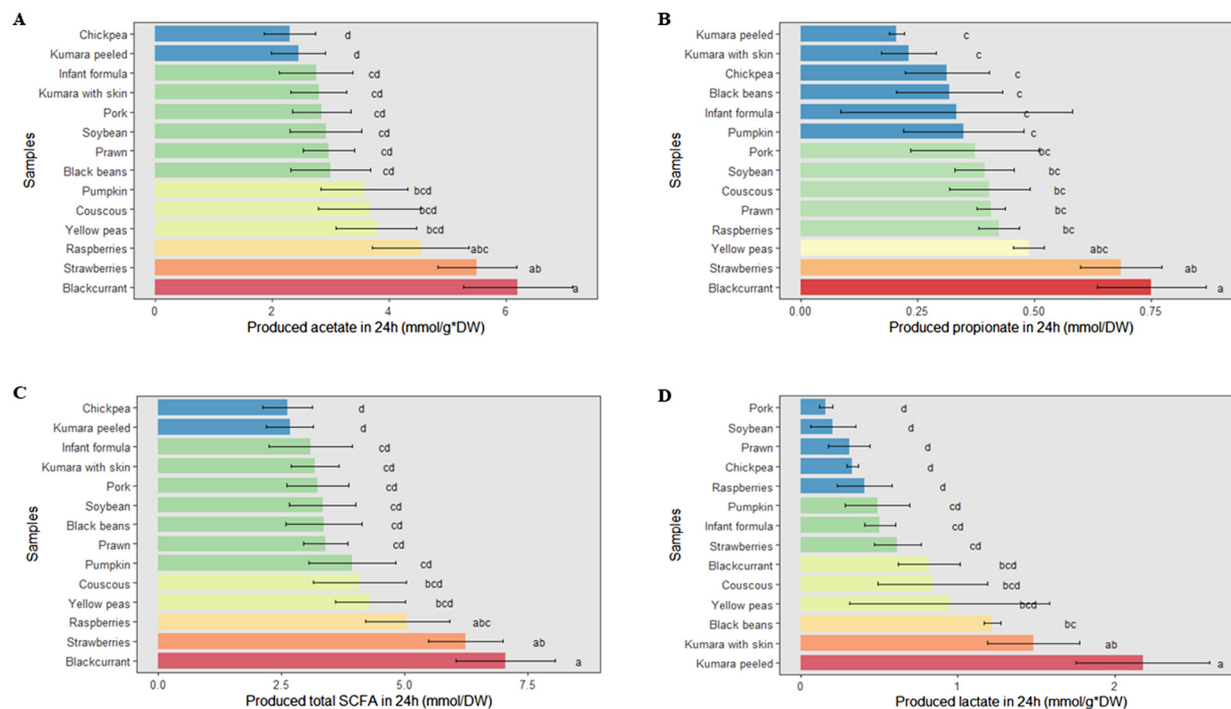 A
Samples
Chickpea d
Kumara peeled d
Infant formula cd
Kumara with skin cd
Pork cd
Soybean cd
Prawn cd
Black beans cd
Pumpkin bcd
Couscous bcd
Yellow peas bcd
Raspberries abc
Strawberries ab
Blackcurrant a
0 2 4 6
Produced acetate in 24h (mmol/g*DW)
B
Samples
Kumara peeled c
Kumara with skin c
Chickpea c
Black beans c
Infant formula c
Pumpkin c
Pork bc
Soybean bc
Couscous bc
Prawn bc
Raspberries bc
Yellow peas abc
Strawberries ab
Blackcurrant a
0.00 0.25 0.50 0.75
Produced propionate in 24h (mmol/DW)
C
Samples
Chickpea d
Kumara peeled d
Infant formula cd
Kumara with skin cd
Pork cd
Soybean cd
Black beans cd
Prawn cd
Pumpkin cd
Couscous bcd
Yellow peas bcd
Raspberries abc
Strawberries ab
Blackcurrant a
0.0 2.5 5.0 7.5
Produced total SCFA in 24h (mmol/DW)
D
Samples
Pork d
Soybean d
Prawn d
Chickpea d
Raspberries d
Pumpkin cd
Infant formula cd
Strawberries cd
Blackcurrant bcd
Couscous bcd
Yellow peas bcd
Black beans bc
Kumara with skin ab
Kumara peeled a
0 1 2
Produced lactate in 24h (mmol/g*DW)